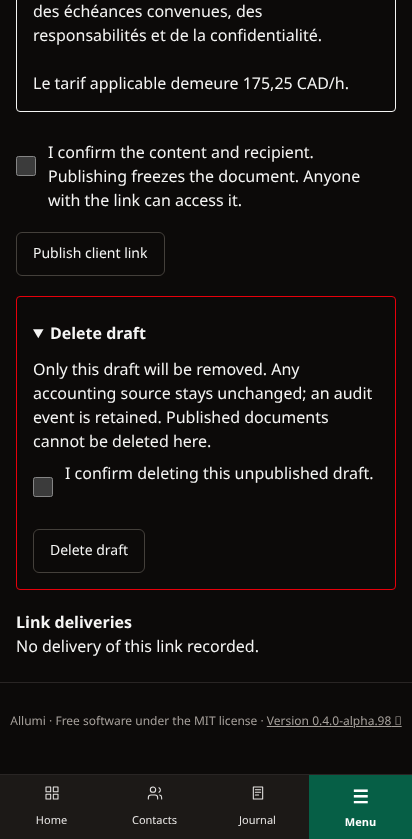 des échéances convenues, des
responsabilités et de la confidentialité.
Le tarif applicable demeure 175,25 CAD/h.
I confirm the content and recipient.
Publishing freezes the document. Anyone
with the link can access it.
Publish client link
▼ Delete draft
Only this draft will be removed. Any
accounting source stays unchanged; an audit
event is retained. Published documents
cannot be deleted here.
I confirm deleting this unpublished draft.
Delete draft
Link deliveries
No delivery of this link recorded.
Allumi · Free software under the MIT license · Version 0.4.0-alpha.98
Home
Contacts
Journal
Menu